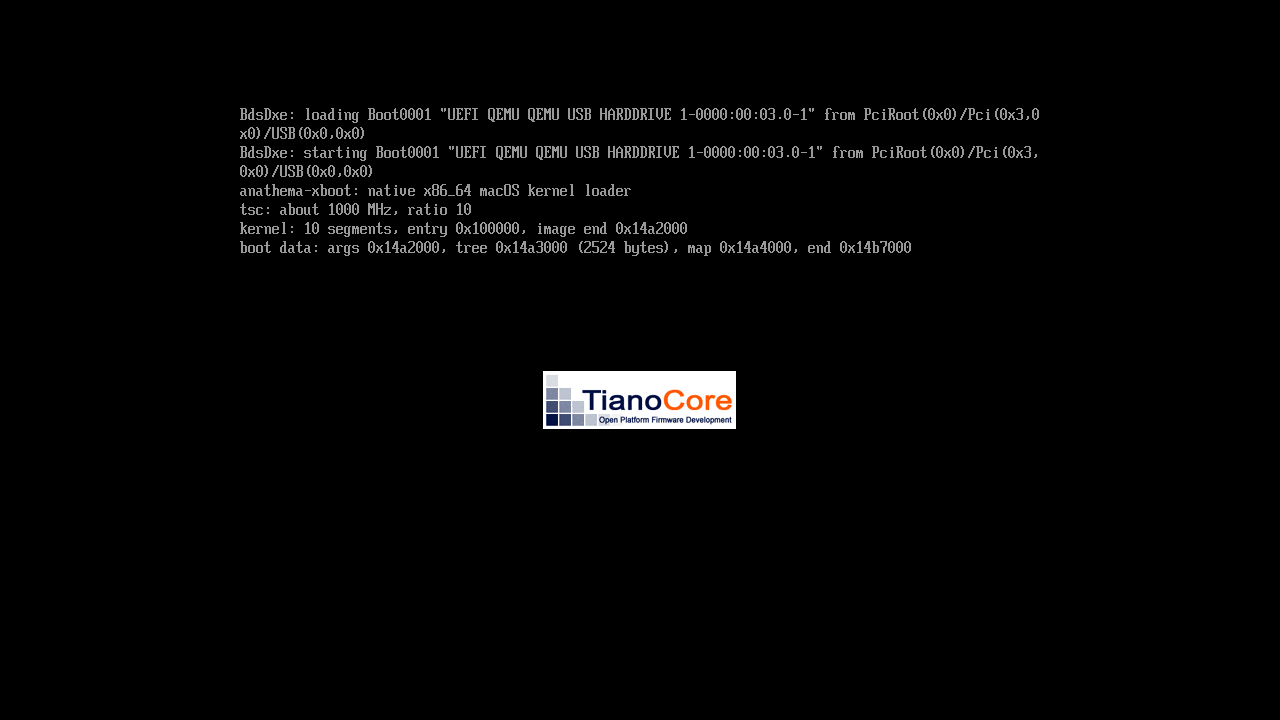 BdsDxe: loading Boot0001 "UEFI QEMU QEMU USB HARDDRIVE 1-0000:00:03.0-1" from PciRoot(0x0)/Pci(0x3,0
x0)/USB(0x0,0x0)
BdsDxe: starting Boot0001 "UEFI QEMU QEMU USB HARDDRIVE 1-0000:00:03.0-1" from PciRoot(0x0)/Pci(0x3,
0x0)/USB(0x0,0x0)
anathema-xboot: native x86_64 macOS kernel loader
tsc: about 1000 MHz, ratio 10
kernel: 10 segments, entry 0x100000, image end 0x14a2000
boot data: args 0x14a2000, tree 0x14a3000 (2524 bytes), map 0x14a4000, end 0x14b7000
TianoCore
Open Platform Firmware Development